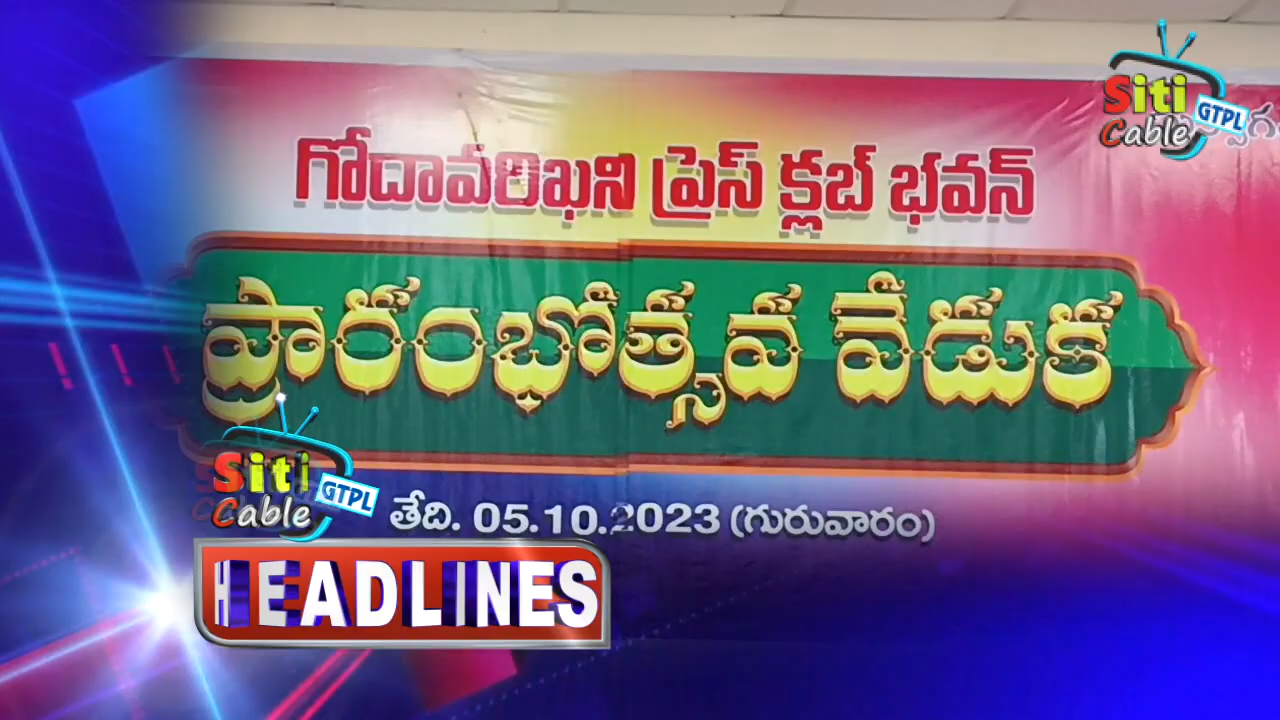 Siti
Cable
GTPL
గోదావరిఖని ప్రెస్ క్లబ్ భవన్
ప్రారంభోత్సవ వేడుక
Siti
Cable
GTPL
తేది. 05.10.2023 (గురువారం)
HEADLINES